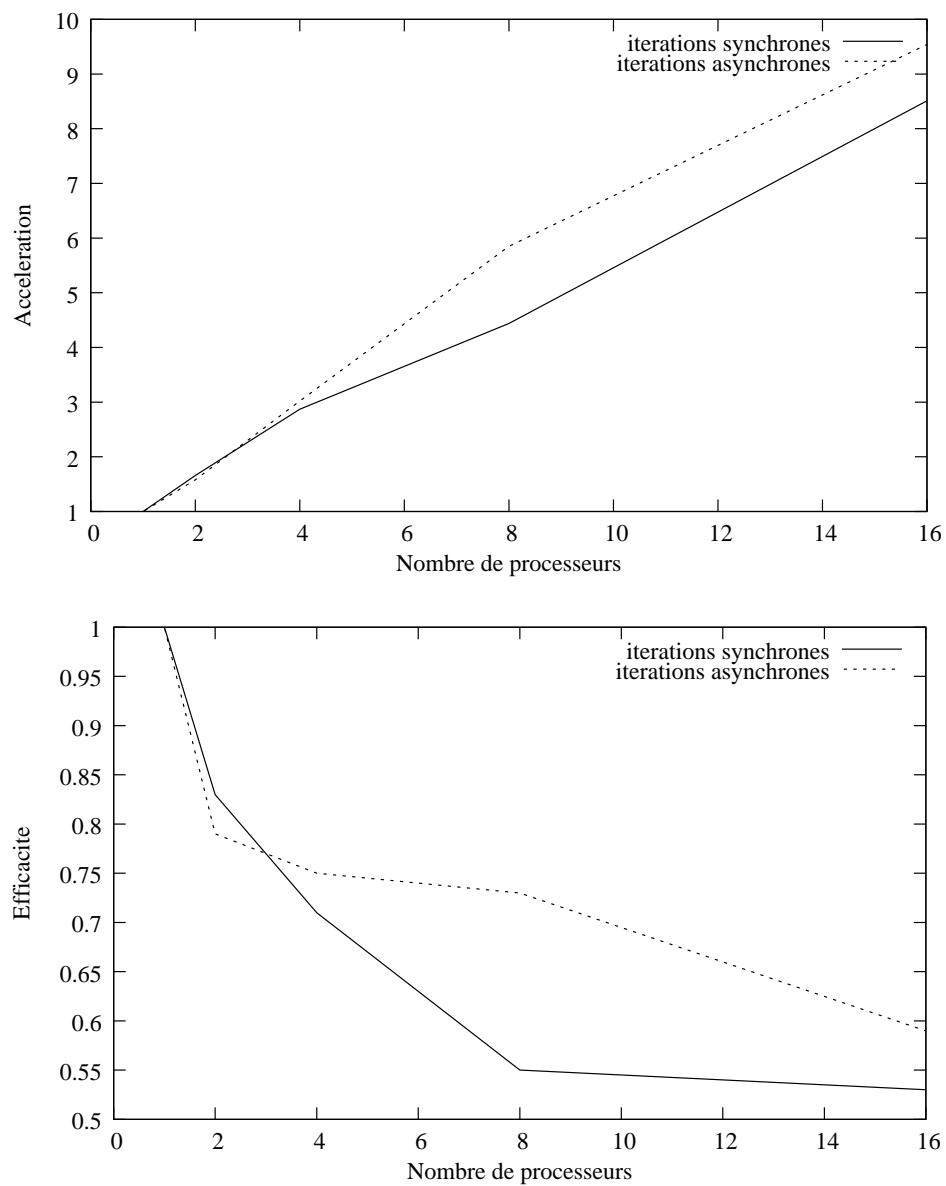 10
9
8
7
6
5
4
3
2
1
Acceleration
iterations synchrones
iterations asynchrones
0 2 4 6 8 10 12 14 16
Nombre de processeurs
1
0.95
0.9
0.85
0.8
0.75
0.7
0.65
0.6
0.55
0.5
Efficacite
iterations synchrones
iterations asynchrones
0 2 4 6 8 10 12 14 16
Nombre de processeurs